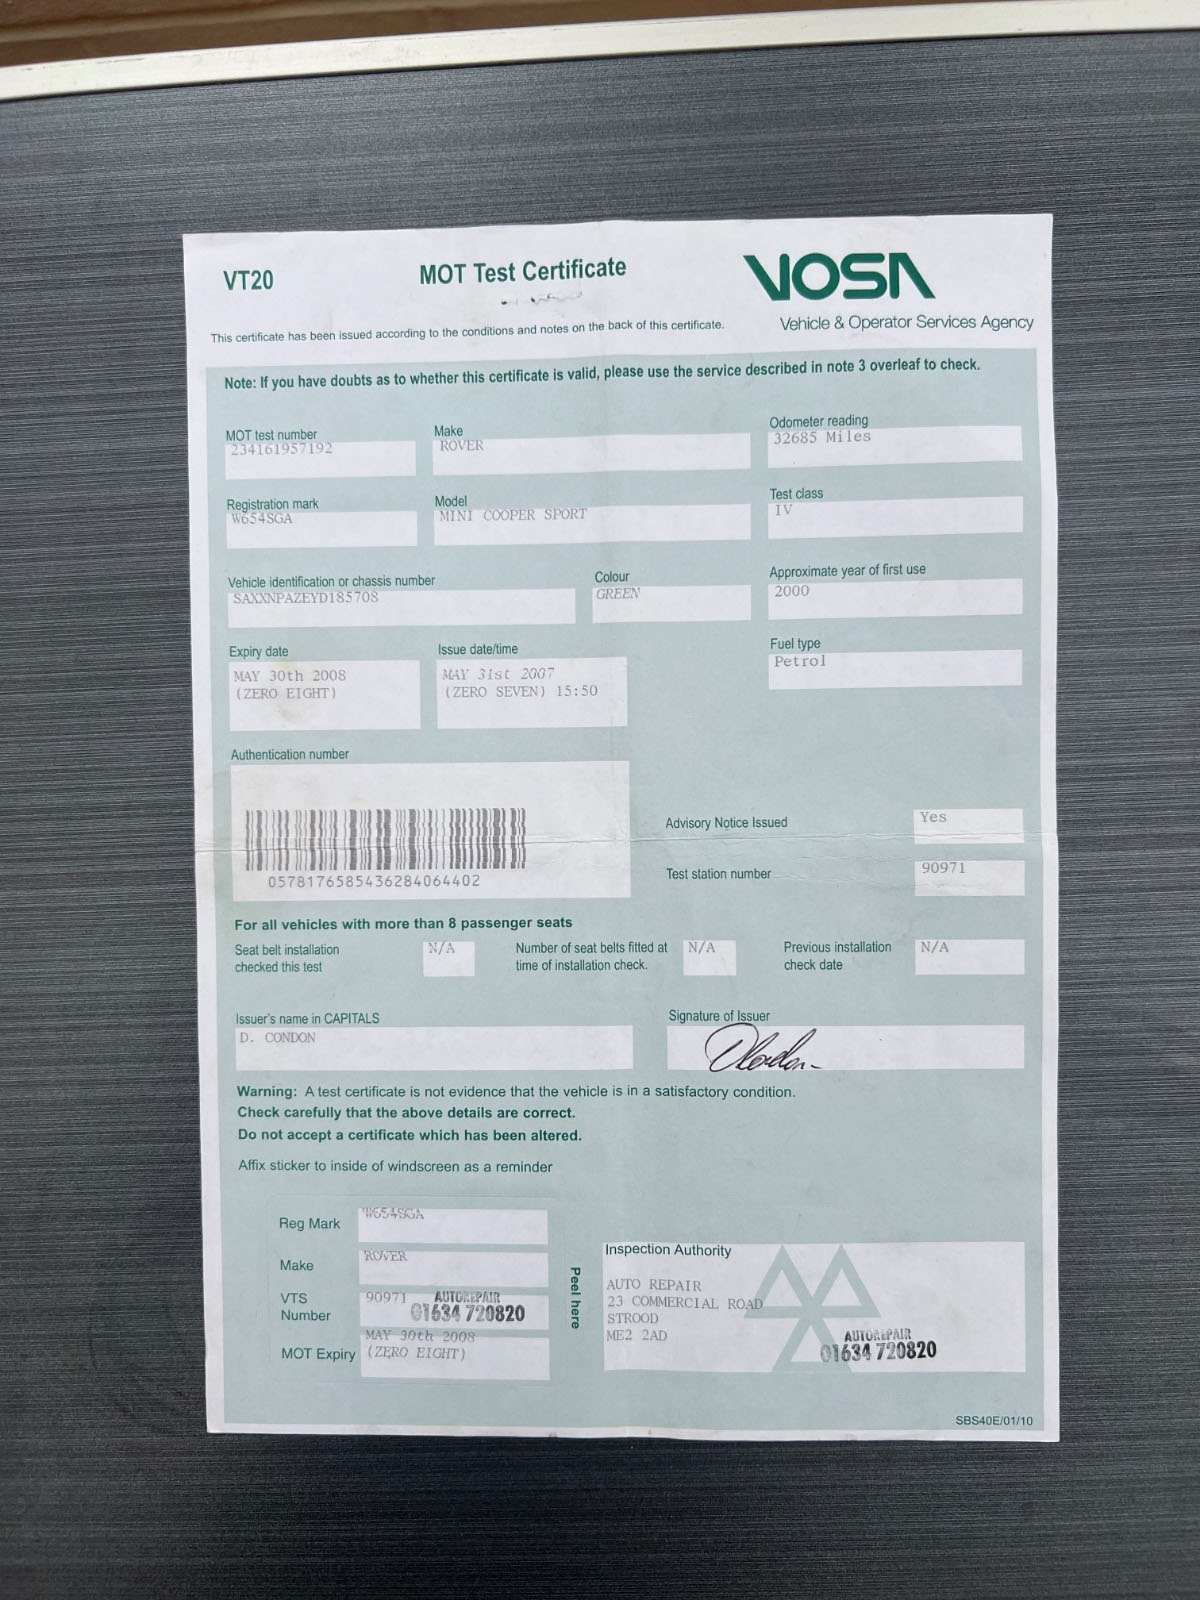 VT20
MOT Test Certificate
VOSA
Vehicle & Operator Services Agency
This certificate has been issued according to the conditions and notes on the back of this certificate.
Note: If you have doubts as to whether this certificate is valid, please use the service described in note 3 overleaf to check.
MOT test number
234161957192
Make
ROVER
Odometer reading
32685 Miles
Registration mark
W654SGA
Model
MINI COOPER SPORT
Test class
IV
Vehicle identification or chassis number
SAXXNPAZEYD185708
Colour
GREEN
Approximate year of first use
2000
Expiry date
MAY 30th 2008
(ZERO EIGHT)
Issue date/time
MAY 31st 2007
(ZERO SEVEN) 15:50
Fuel type
Petrol
Authentication number
0578176585436284064402
Advisory Notice Issued
Yes
Test station number
90971
For all vehicles with more than 8 passenger seats
Seat belt installation
checked this test
N/A
Number of seat belts fitted at
time of installation check.
N/A
Previous installation
check date
N/A
Issuer's name in CAPITALS
D. CONDON
Signature of Issuer
Warning: A test certificate is not evidence that the vehicle is in a satisfactory condition.
Check carefully that the above details are correct.
Do not accept a certificate which has been altered.
Affix sticker to inside of windscreen as a reminder
Reg Mark
W654SGA
Make
ROVER
VTS
Number
90971
AUTOREPAIR
01634 720820
MOT Expiry
MAY 30th 2008
(ZERO EIGHT)
Peel here
Inspection Authority
AUTO REPAIR
23 COMMERCIAL ROAD
STROOD
ME2 2AD
AUTOREPAIR
01634 720820
SBS40E/01/10